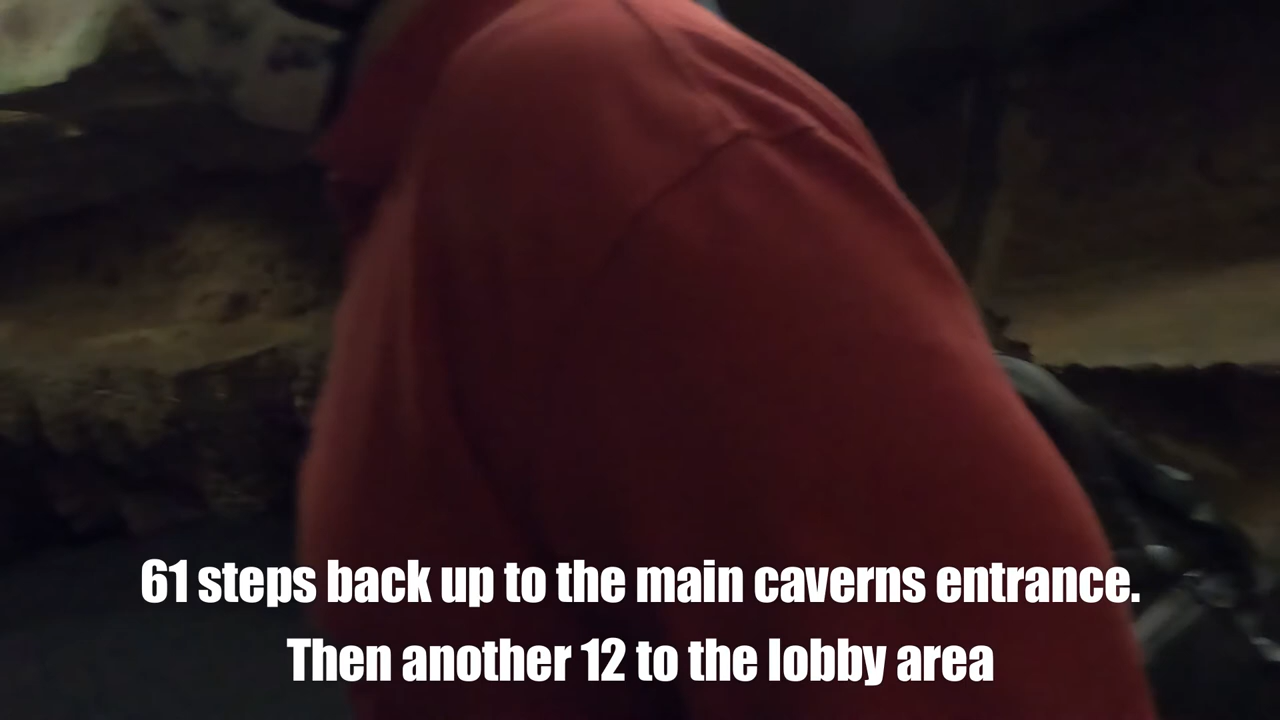 61 steps back up to the main caverns entrance.
Then another 12 to the lobby area